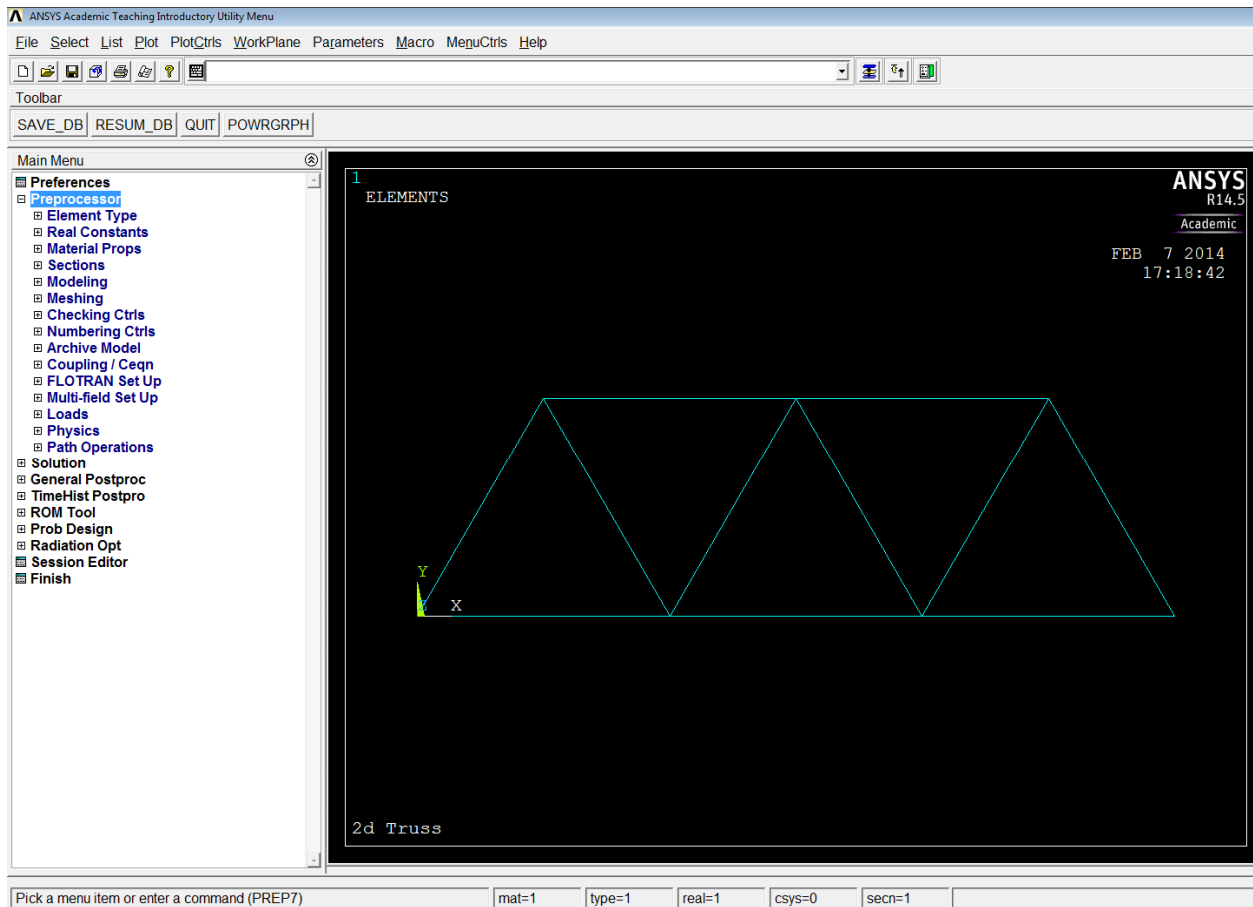 ANSYS Academic Teaching Introductory Utility Menu
File Select List Plot PlotCtrls WorkPlane Parameters Macro MenuCtrls Help
Toolbar
SAVE_DB RESUM_DB QUIT POWRGRPH
Main Menu
Preferences
Preprocessor
Element Type
Real Constants
Material Props
Sections
Modeling
Meshing
Checking Ctrls
Numbering Ctrls
Archive Model
Coupling / Ceqn
FLOTRAN Set Up
Multi-field Set Up
Loads
Physics
Path Operations
Solution
General Postproc
TimeHist Postpro
ROM Tool
Prob Design
Radiation Opt
Session Editor
Finish
1
ELEMENTS
ANSYS
R14.5
Academic
FEB 7 2014
17:18:42
Y
Z X
2d Truss
Pick a menu item or enter a command (PREP7) mat=1 type=1 real=1 csys=0 secn=1